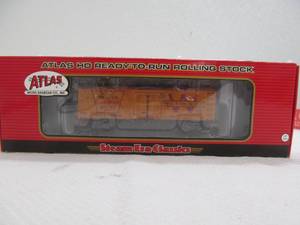 ATLAS HO READY-TO-RUN ROLLING STOCK
ATLAS
Steam Era Classics